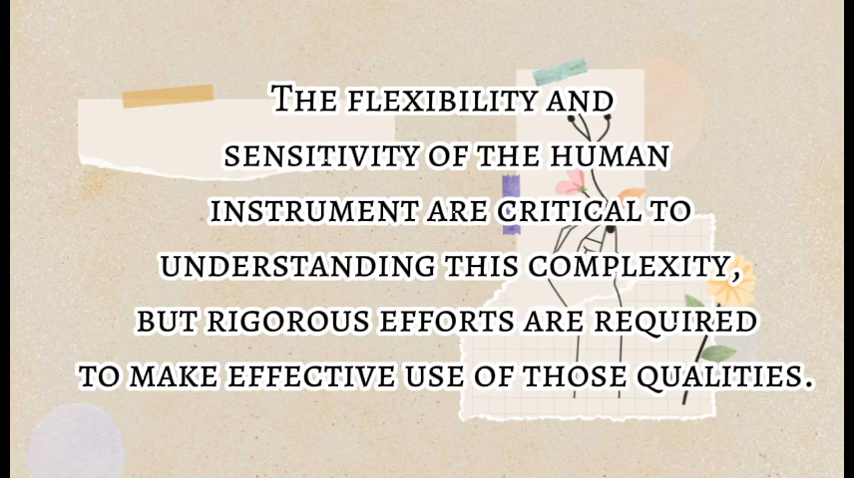 The flexibility and
sensitivity of the human
instrument are critical to
understanding this complexity,
but rigorous efforts are required
to make effective use of those qualities.